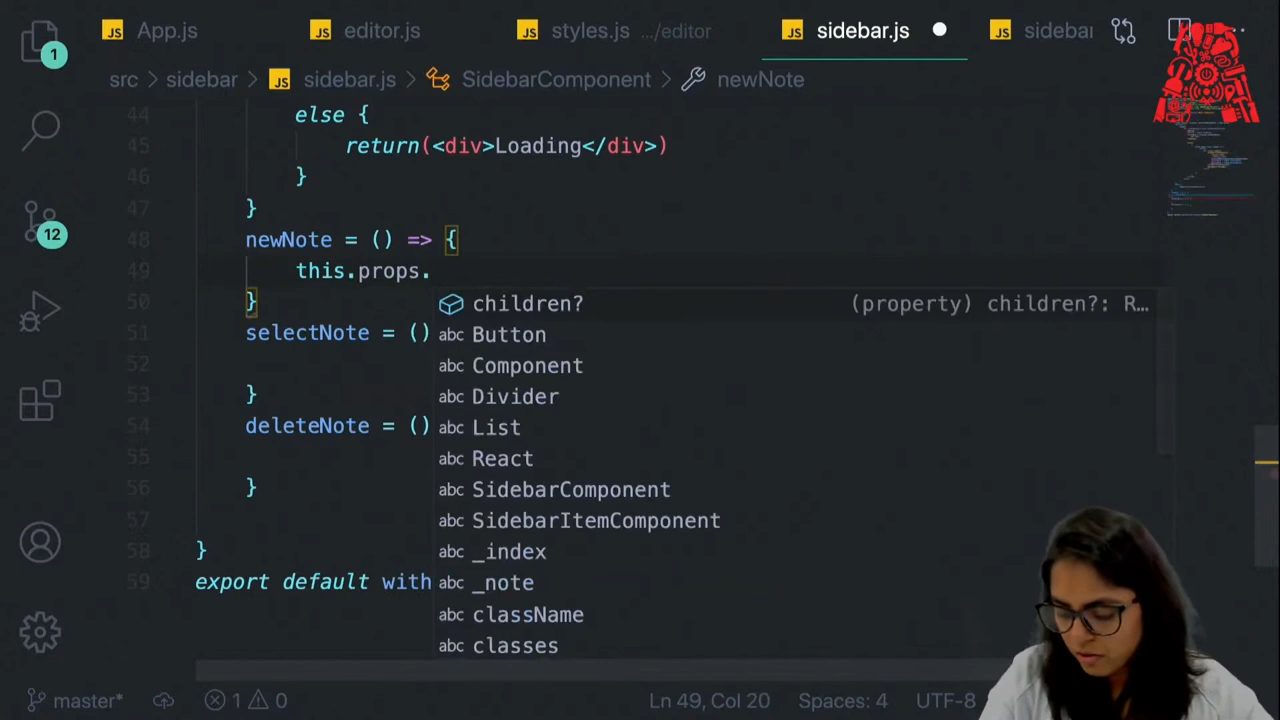 App.js editor.js styles.js .../editor sidebar.js sidebar
1
src > sidebar > sidebar.js > SidebarComponent > newNote
44 else {
45 return(<div>Loading</div>)
46 }
47 }
48 newNote = () => {
49 this.props.
50 }
children? (property) children?: R...
51 selectNote = ()
Button
52
Component
53 }
Divider
54 deleteNote = ()
List
55
React
56 }
SidebarComponent
57
SidebarItemComponent
58 }
_index
59 export default with
_note
className
classes
12
master* 1 0 Ln 49, Col 20 Spaces: 4 UTF-8